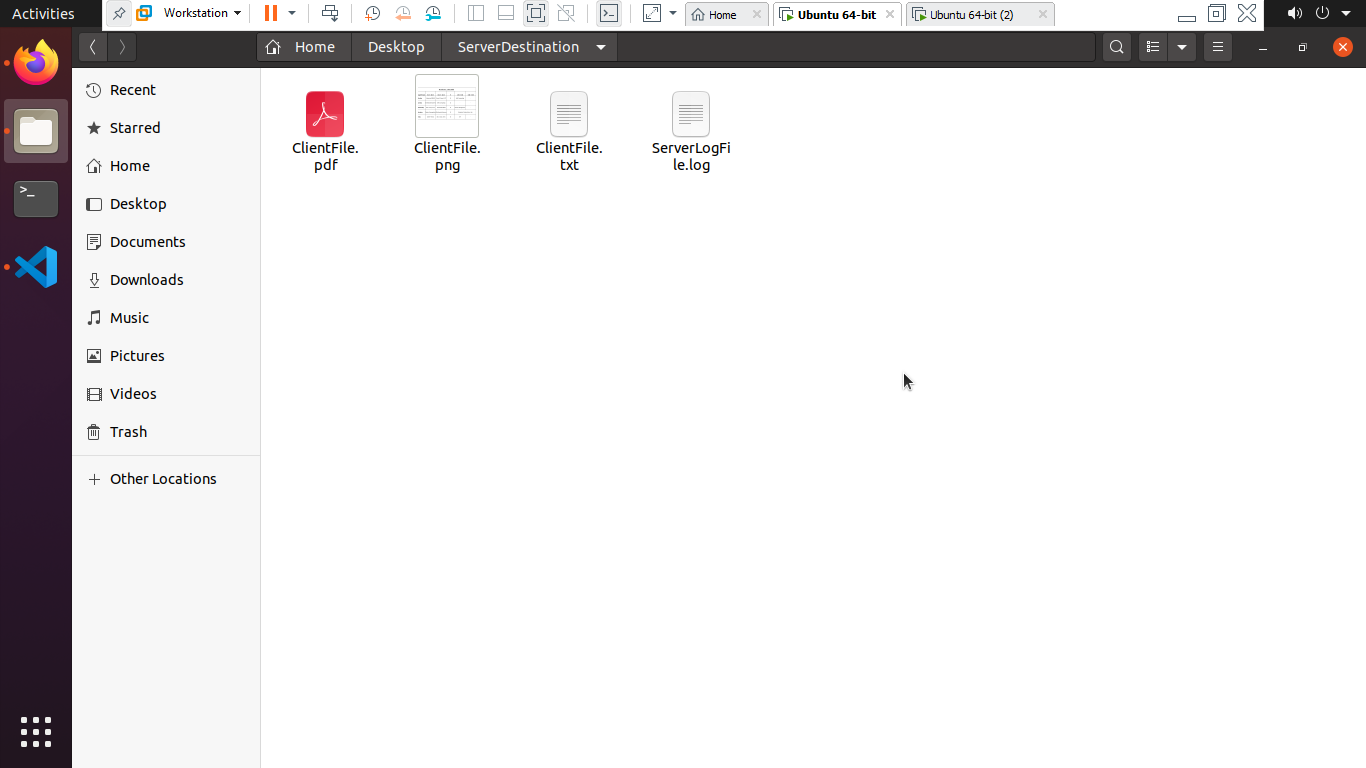 Activities
Workstation
Home
Ubuntu 64-bit
Ubuntu 64-bit (2)
Home
Desktop
ServerDestination
Recent
Starred
Home
Desktop
Documents
Downloads
Music
Pictures
Videos
Trash
Other Locations
ClientFile.
pdf
ClientFile.
png
ClientFile.
txt
ServerLogFi
le.log